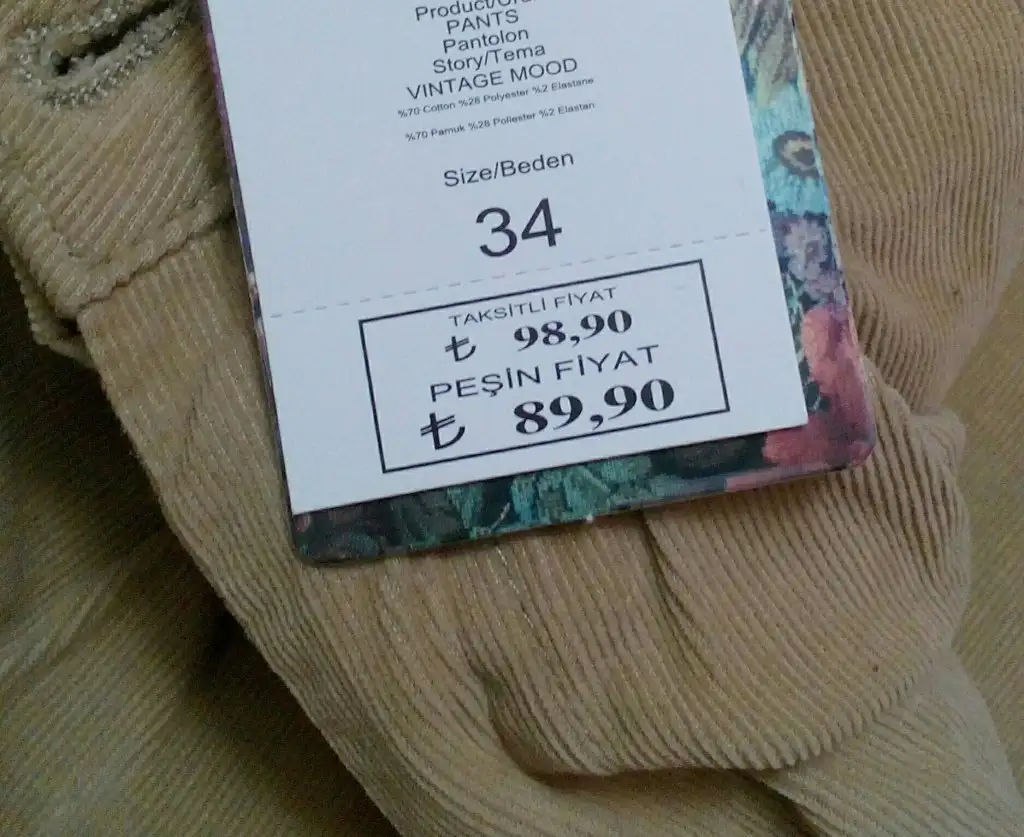 PANTS
Pantolon
Story/Tema
VINTAGE MOOD
%70 Cotton %28 Polyester %2 Elastane
%70 Pamuk %28 Poliester %2 Elastan
Size/Beden
34
TAKSİTLİ FİYAT
₺ 98,90
PEŞİN FİYAT
₺ 89,90